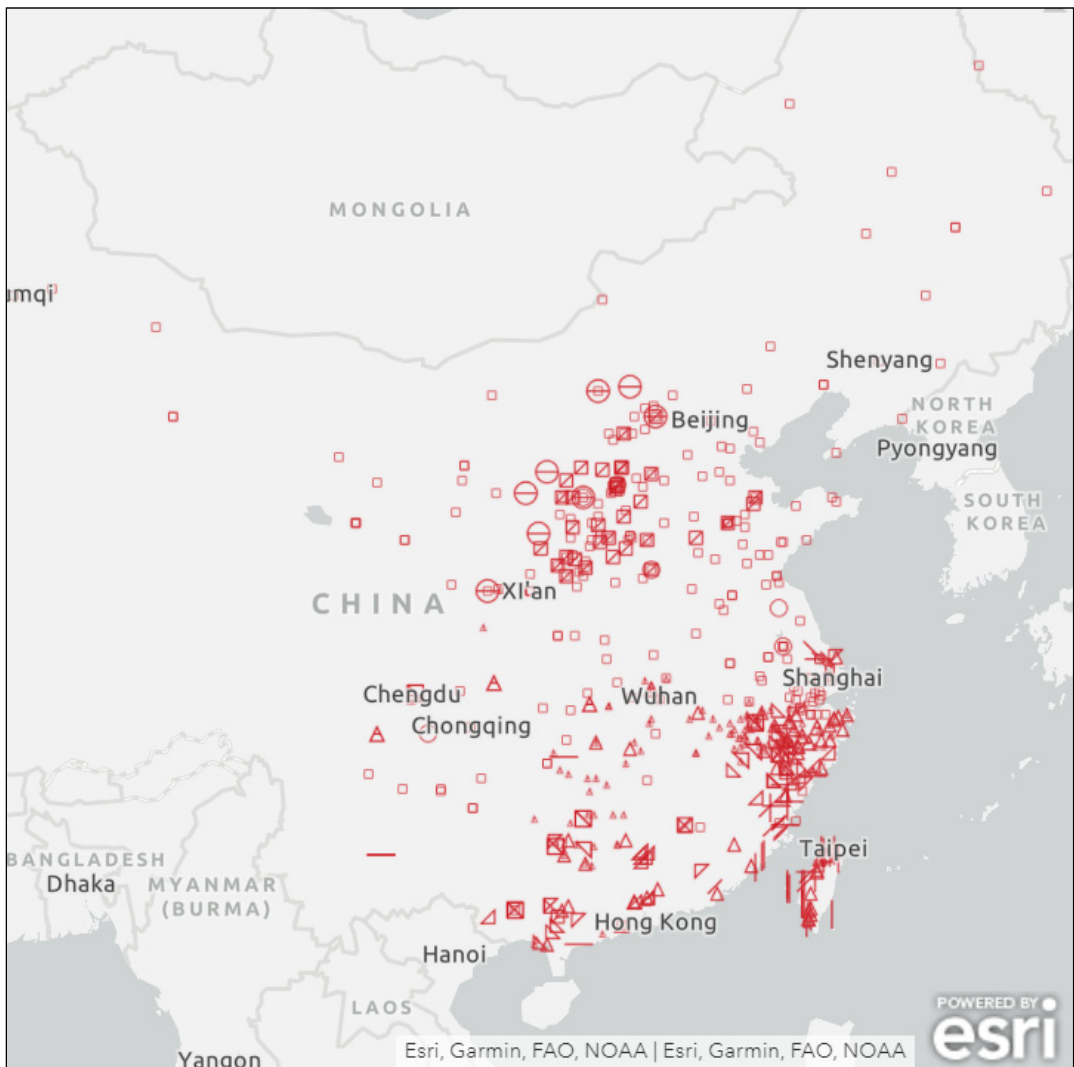 MONGOLIA
umqi
Shenyang
NORTH
KOREA
Beijing
Pyongyang
SOUTH
KOREA
XI'an
CHINA
Shanghai
Chengdu
Wuhan
Chongqing
Taipei
BANGLADESH
Dhaka
MYANMAR
(BURMA)
Hong Kong
Hanoi
LAOS
POWERED BY
esri
Esri, Garmin, FAO, NOAA | Esri, Garmin, FAO, NOAA
Yangon